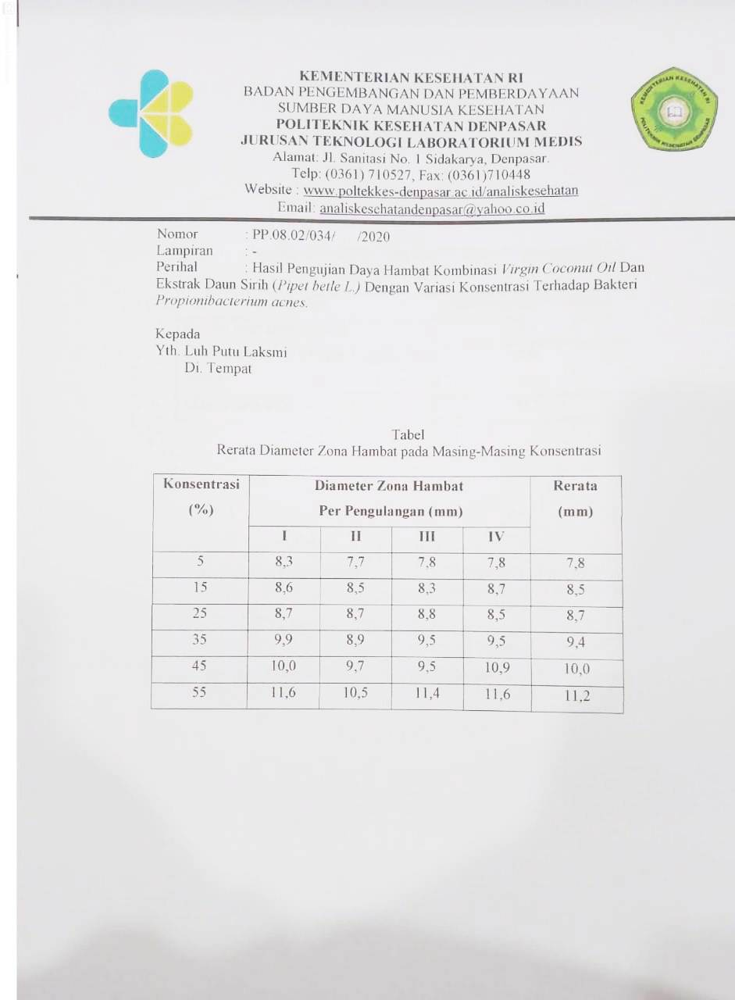 KEMENTERIAN KESEHATAN RI
BADAN PENGEMBANGAN DAN PEMBERDAYAAN
SUMBER DAYA MANUSIA KESEHATAN
POLITEKNIK KESEHATAN DENPASAR
JURUSAN TEKNOLOGI LABORATORIUM MEDIS
Alamat: Jl. Sanitasi No. 1 Sidakarya, Denpasar.
Telp: (0361) 710527, Fax: (0361)710448
Website : www.poltekkes-denpasar.ac.id/analiskesehatan
Email: analiskesehatandenpasar@yahoo.co.id
KEMENTERIAN KESEHATAN RI
POLITEKNIK KESEHATAN DENPASAR
Nomor : PP.08.02/034/ /2020
Lampiran : -
Perihal : Hasil Pengujian Daya Hambat Kombinasi Virgin Coconut Oil Dan
Ekstrak Daun Sirih (Pipet betle L.) Dengan Variasi Konsentrasi Terhadap Bakteri
Propionibacterium acnes.
Kepada
Yth. Luh Putu Laksmi
Di. Tempat
Tabel
Rerata Diameter Zona Hambat pada Masing-Masing Konsentrasi
Konsentrasi Diameter Zona Hambat Rerata
(%) Per Pengulangan (mm) (mm)
I II III IV
5 8,3 7,7 7,8 7,8 7,8
15 8,6 8,5 8,3 8,7 8,5
25 8,7 8,7 8,8 8,5 8,7
35 9,9 8,9 9,5 9,5 9,4
45 10,0 9,7 9,5 10,9 10,0
55 11,6 10,5 11,4 11,6 11,2